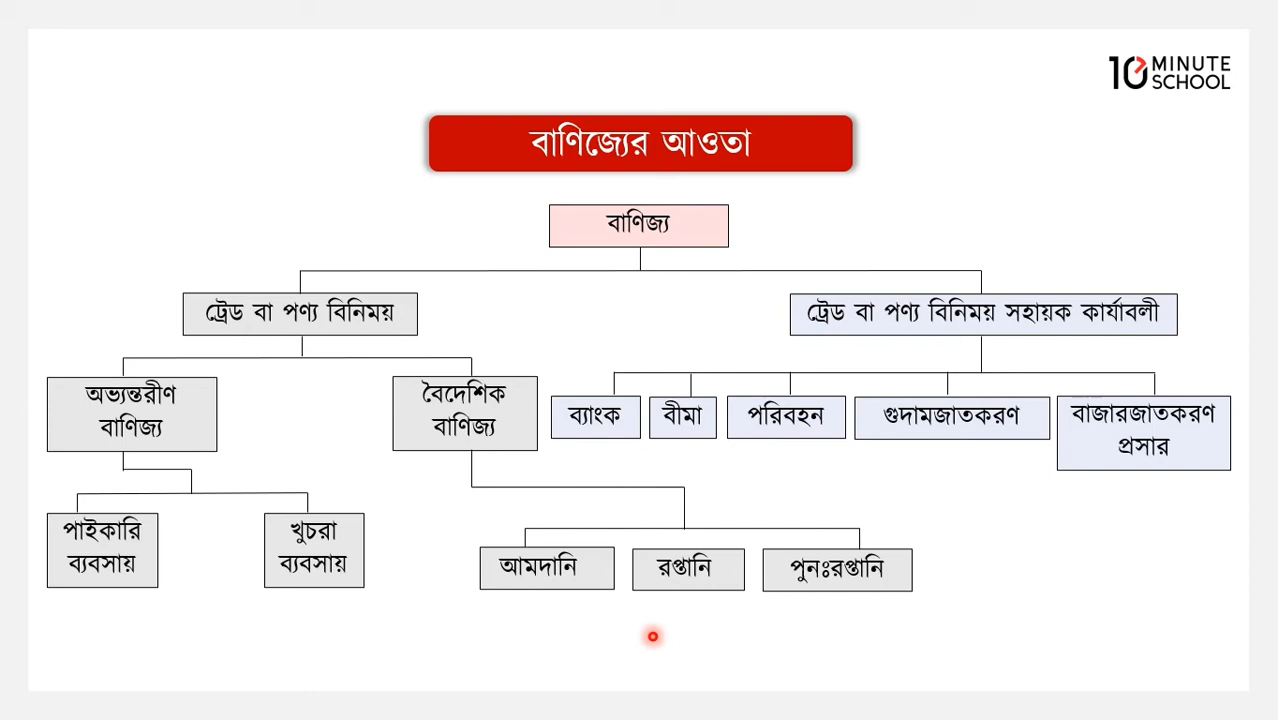 10 MINUTE
SCHOOL
বাণিজ্যের আওতা
বাণিজ্য
ট্রেড বা পণ্য বিনিময়
ট্রেড বা পণ্য বিনিময় সহায়ক কার্যাবলী
অভ্যন্তরীণ
বাণিজ্য
বৈদেশিক
বাণিজ্য
ব্যাংক
বীমা
পরিবহন
গুদামজাতকরণ
বাজারজাতকরণ
প্রসার
পাইকারি
ব্যবসায়
খুচরা
ব্যবসায়
আমদানি
রপ্তানি
পুনঃরপ্তানি